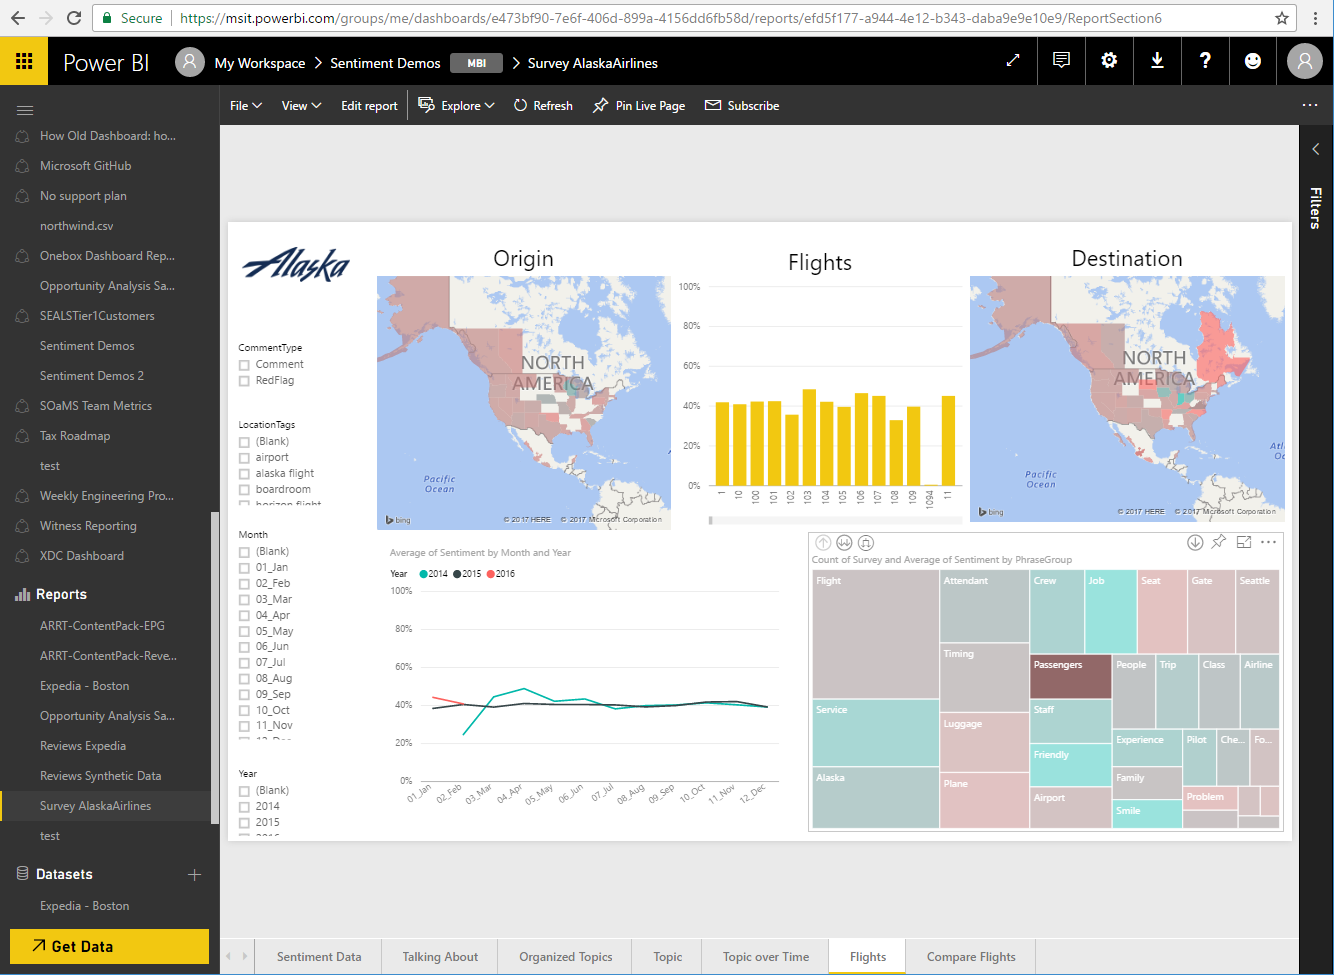 Secure
https://msit.powerbi.com/groups/me/dashboards/e473bf90-7e6f-406d-899a-4156dd6fb58d/reports/efd5f177-a944-4e12-b343-daba9e9e10e9/ReportSection6
Power BI
My Workspace > Sentiment Demos MBI > Survey AlaskaAirlines
File View Edit report Explore Refresh Pin Live Page Subscribe
How Old Dashboard: ho...
Microsoft GitHub
No support plan
northwind.csv
Onebox Dashboard Rep...
Opportunity Analysis Sa...
SEALSTier1Customers
Sentiment Demos
Sentiment Demos 2
SOaMS Team Metrics
Tax Roadmap
test
Weekly Engineering Pro...
Witness Reporting
XDC Dashboard
Reports
ARRT-ContentPack-EPG
ARRT-ContentPack-Reve...
Expedia - Boston
Opportunity Analysis Sa...
Reviews Expedia
Reviews Synthetic Data
Survey AlaskaAirlines
test
Datasets
Expedia - Boston
Get Data
Filters
Alaska
CommentType
Comment
RedFlag
LocationTags
(Blank)
airport
alaska flight
boardroom
horizon flight
Month
(Blank)
01_Jan
02_Feb
03_Mar
04_Apr
05_May
06_Jun
07_Jul
08_Aug
09_Sep
10_Oct
11_Nov
12_Dec
Year
(Blank)
2014
2015
2016
Origin
NORTH
AMERICA
Pacific
Ocean
bing
© 2017 HERE © 2017 Microsoft Corporation
Flights
100%
80%
60%
40%
20%
0%
1 10 100 101 102 103 104 105 106 107 108 109 1094 11
Destination
NORTH
AMERICA
Pacific
Ocean
bing
© 2017 HERE © 2017 Microsoft Corporation
Average of Sentiment by Month and Year
Year 2014 2015 2016
100%
80%
60%
40%
20%
0%
01_Jan 02_Feb 03_Mar 04_Apr 05_May 06_Jun 07_Jul 08_Aug 09_Sep 10_Oct 11_Nov 12_Dec
Count of Survey and Average of Sentiment by PhraseGroup
Flight Attendant Crew Job Seat Gate Seattle
Timing Passengers People Trip Class Airline
Service Luggage Staff
Experience Pilot Che... Fo...
Friendly
Alaska Plane Airport Family
Problem
Smile
Sentiment Data Talking About Organized Topics Topic Topic over Time Flights Compare Flights